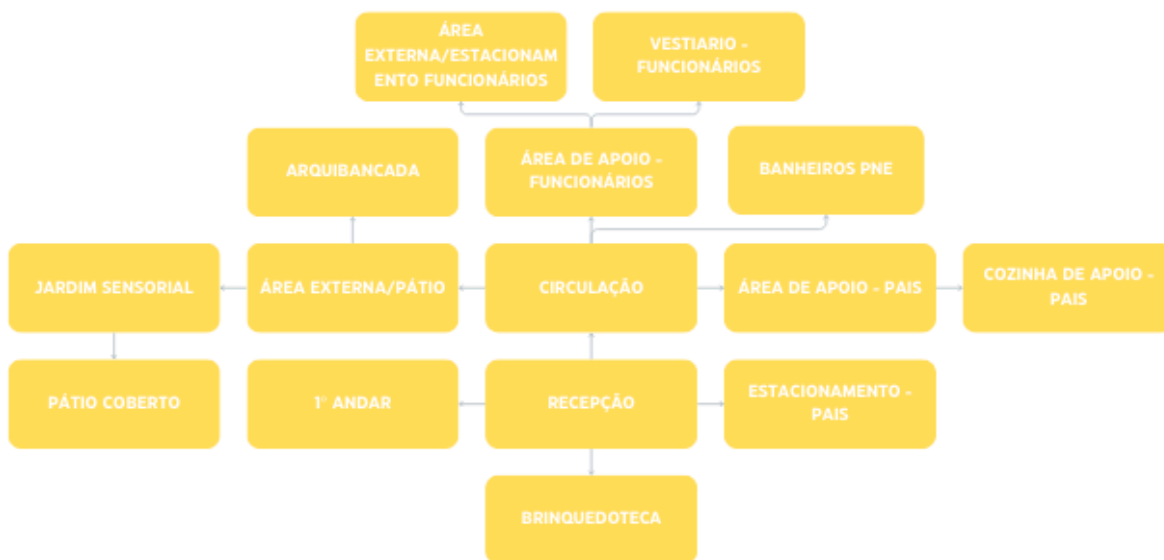 ÁREA
EXTERNA/ESTACIONAM
ENTO FUNCIONÁRIOS
VESTIARIO -
FUNCIONÁRIOS
ARQUIBANCADA
ÁREA DE APOIO -
FUNCIONÁRIOS
BANHEIROS PNE
JARDIM SENSORIAL
ÁREA EXTERNA/PÁTIO
CIRCULAÇÃO
ÁREA DE APOIO - PAIS
COZINHA DE APOIO -
PAIS
PÁTIO COBERTO
1° ANDAR
RECEPÇÃO
ESTACIONAMENTO -
PAIS
BRINQUEDOTECA